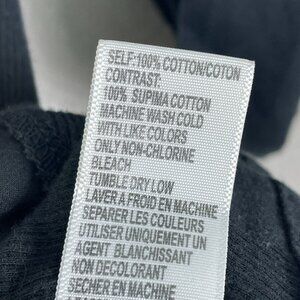 SELF:100% COTTON/COTON
CONTRAST:
100% SUPIMA COTTON
MACHINE WASH COLD
WITH LIKE COLORS
ONLY NON-CHLORINE
BLEACH
TUMBLE DRY LOW
LAVER A FROID EN MACHINE
SEPARER LES COULEURS
UTILISER UNIQUEMENT UN
AGENT BLANCHISSANT
NON DECOLORANT
SECHER EN MACHINE